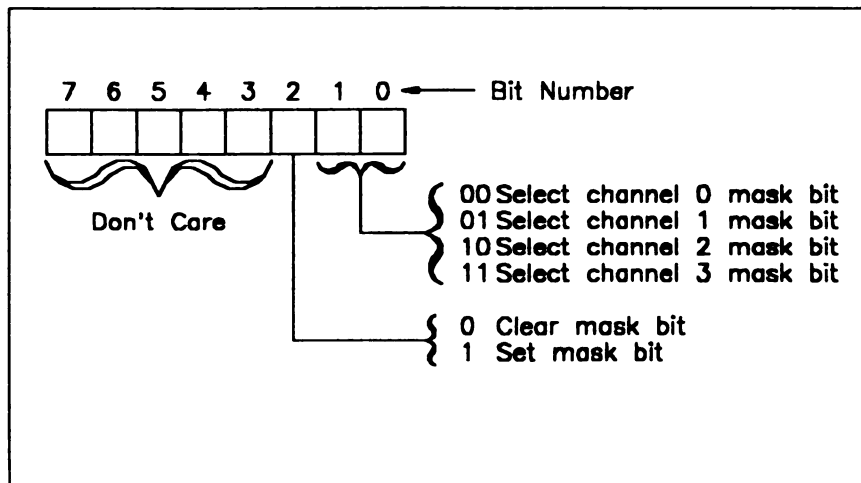 7 6 5 4 3 2 1 0 Bit Number
Don't Care
00 Select channel 0 mask bit
01 Select channel 1 mask bit
10 Select channel 2 mask bit
11 Select channel 3 mask bit
0 Clear mask bit
1 Set mask bit